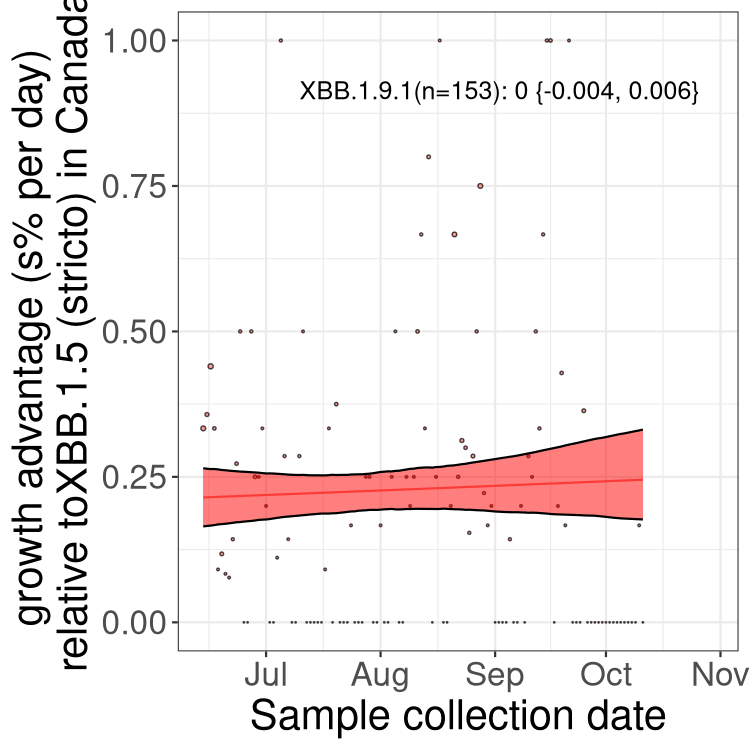 growth advantage (s% per day)
relative toXBB.1.5 (stricto) in Canada
1.00
0.75
0.50
0.25
0.00
XBB.1.9.1(n=153): 0 {-0.004, 0.006}
Jul Aug Sep Oct Nov
Sample collection date